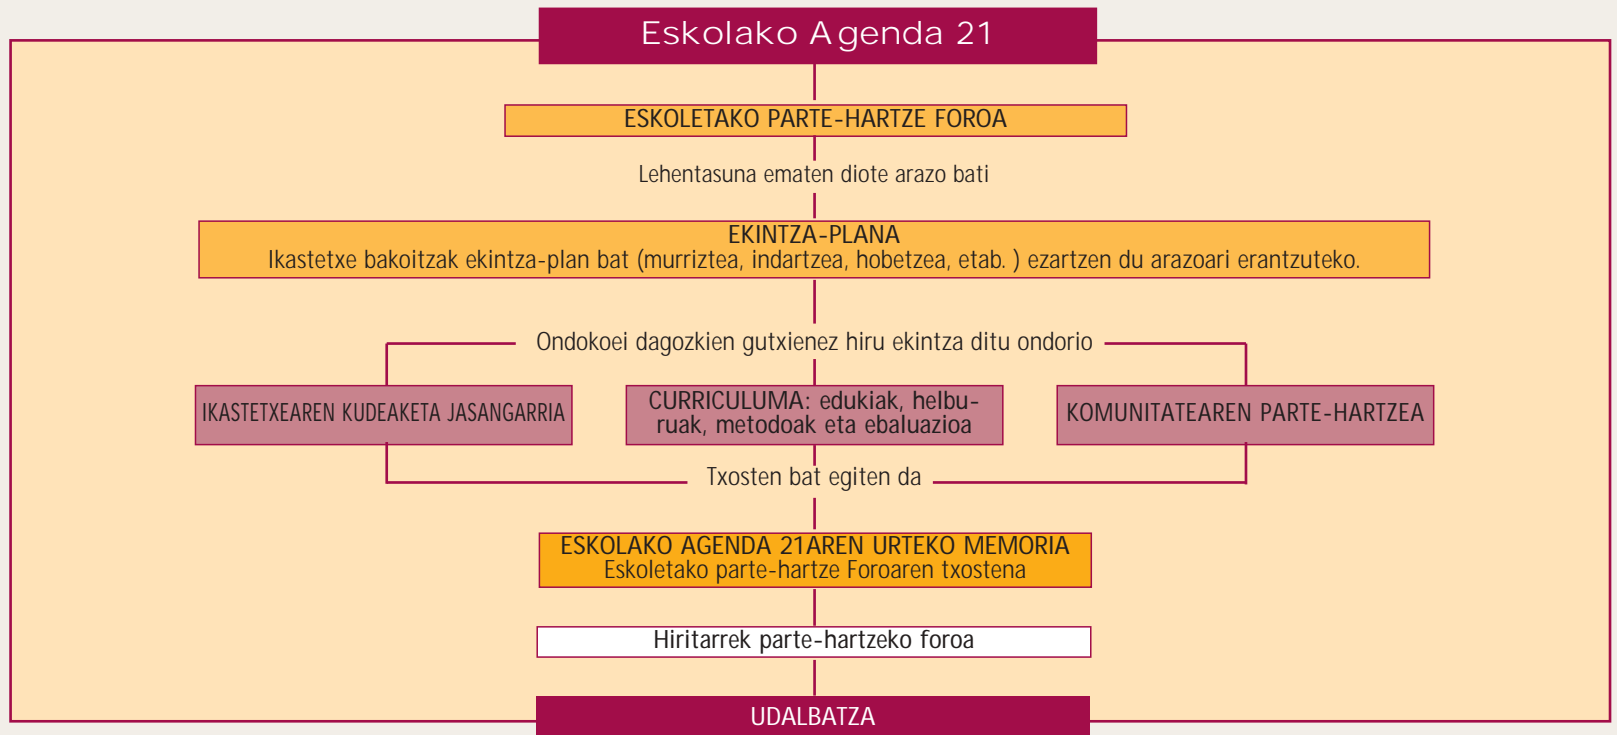 Eskolako Agenda 21
ESKOLETAKO PARTE-HARTZE FOROA
Lehentasuna ematen diote arazo bati
EKINTZA-PLANA
Ikastetxe bakoitzak ekintza-plan bat (murriztea, indartzea, hobetzea, etab. ) ezartzen du arazoari erantzuteko.
Ondokoei dagozkien gutxienez hiru ekintza ditu ondorio
IKASTETXEAREN KUDEAKETA JASANGARRIA
CURRICULUMA: edukiak, helbu-
ruak, metodoak eta ebaluazioa
KOMUNITATEAREN PARTE-HARTZEA
Txosten bat egiten da
ESKOLAKO AGENDA 21AREN URTEKO MEMORIA
Eskoletako parte-hartze Foroaren txostena
Hiritarrek parte-hartzeko foroa
UDALBATZA